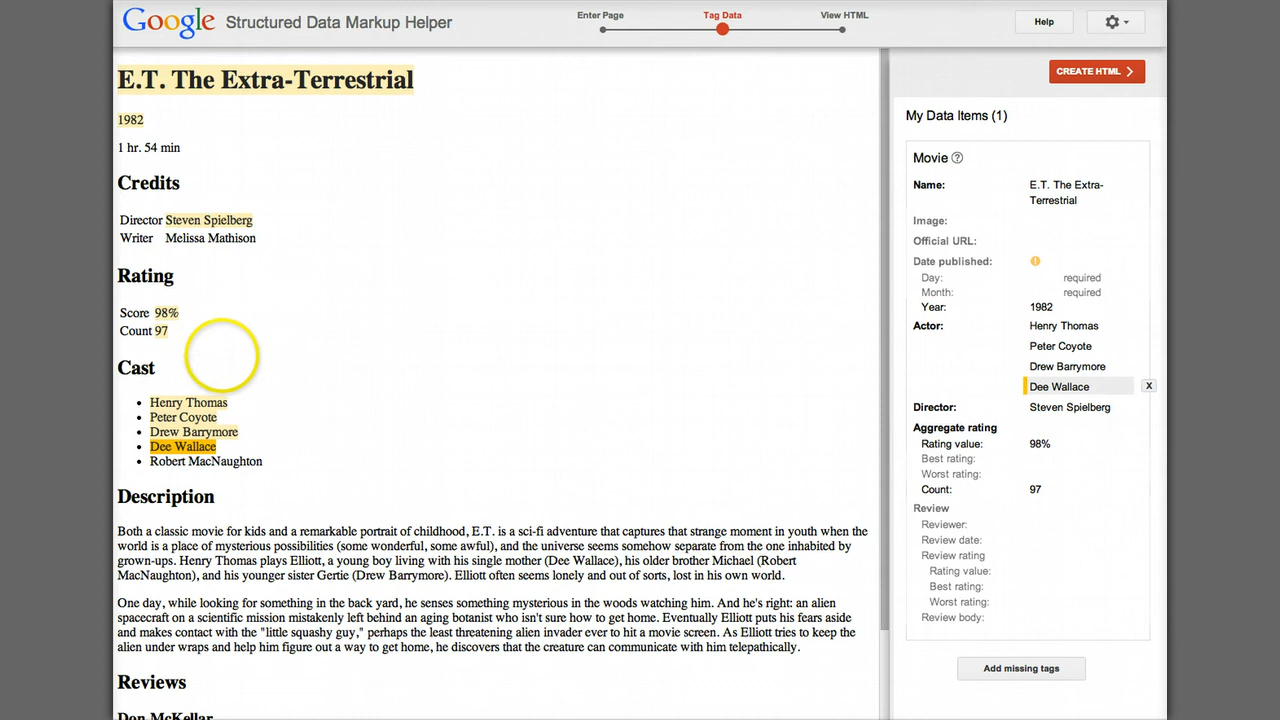 Google Structured Data Markup Helper
Enter Page
Tag Data
View HTML
Help
E.T. The Extra-Terrestrial
1982
1 hr. 54 min
Credits
Director Steven Spielberg
Writer Melissa Mathison
Rating
Score 98%
Count 97
Cast
Henry Thomas
Peter Coyote
Drew Barrymore
Dee Wallace
Robert MacNaughton
Description
Both a classic movie for kids and a remarkable portrait of childhood, E.T. is a sci-fi adventure that captures that strange moment in youth when the
world is a place of mysterious possibilities (some wonderful, some awful), and the universe seems somehow separate from the one inhabited by
grown-ups. Henry Thomas plays Elliott, a young boy living with his single mother (Dee Wallace), his older brother Michael (Robert
MacNaughton), and his younger sister Gertie (Drew Barrymore). Elliott often seems lonely and out of sorts, lost in his own world.
One day, while looking for something in the back yard, he senses something mysterious in the woods watching him. And he's right: an alien
spacecraft on a scientific mission mistakenly left behind an aging botanist who isn't sure how to get home. Eventually Elliott puts his fears aside
and makes contact with the "little squashy guy," perhaps the least threatening alien invader ever to hit a movie screen. As Elliott tries to keep the
alien under wraps and help him figure out a way to get home, he discovers that the creature can communicate with him telepathically.
Reviews
Don McKellar
CREATE HTML
My Data Items (1)
Movie ?
Name: E.T. The Extra-
Terrestrial
Image:
Official URL:
Date published: !
Day: required
Month: required
Year: 1982
Actor: Henry Thomas
Peter Coyote
Drew Barrymore
Dee Wallace X
Director: Steven Spielberg
Aggregate rating
Rating value: 98%
Best rating:
Worst rating:
Count: 97
Review
Reviewer:
Review date:
Review rating
Rating value:
Best rating:
Worst rating:
Review body:
Add missing tags